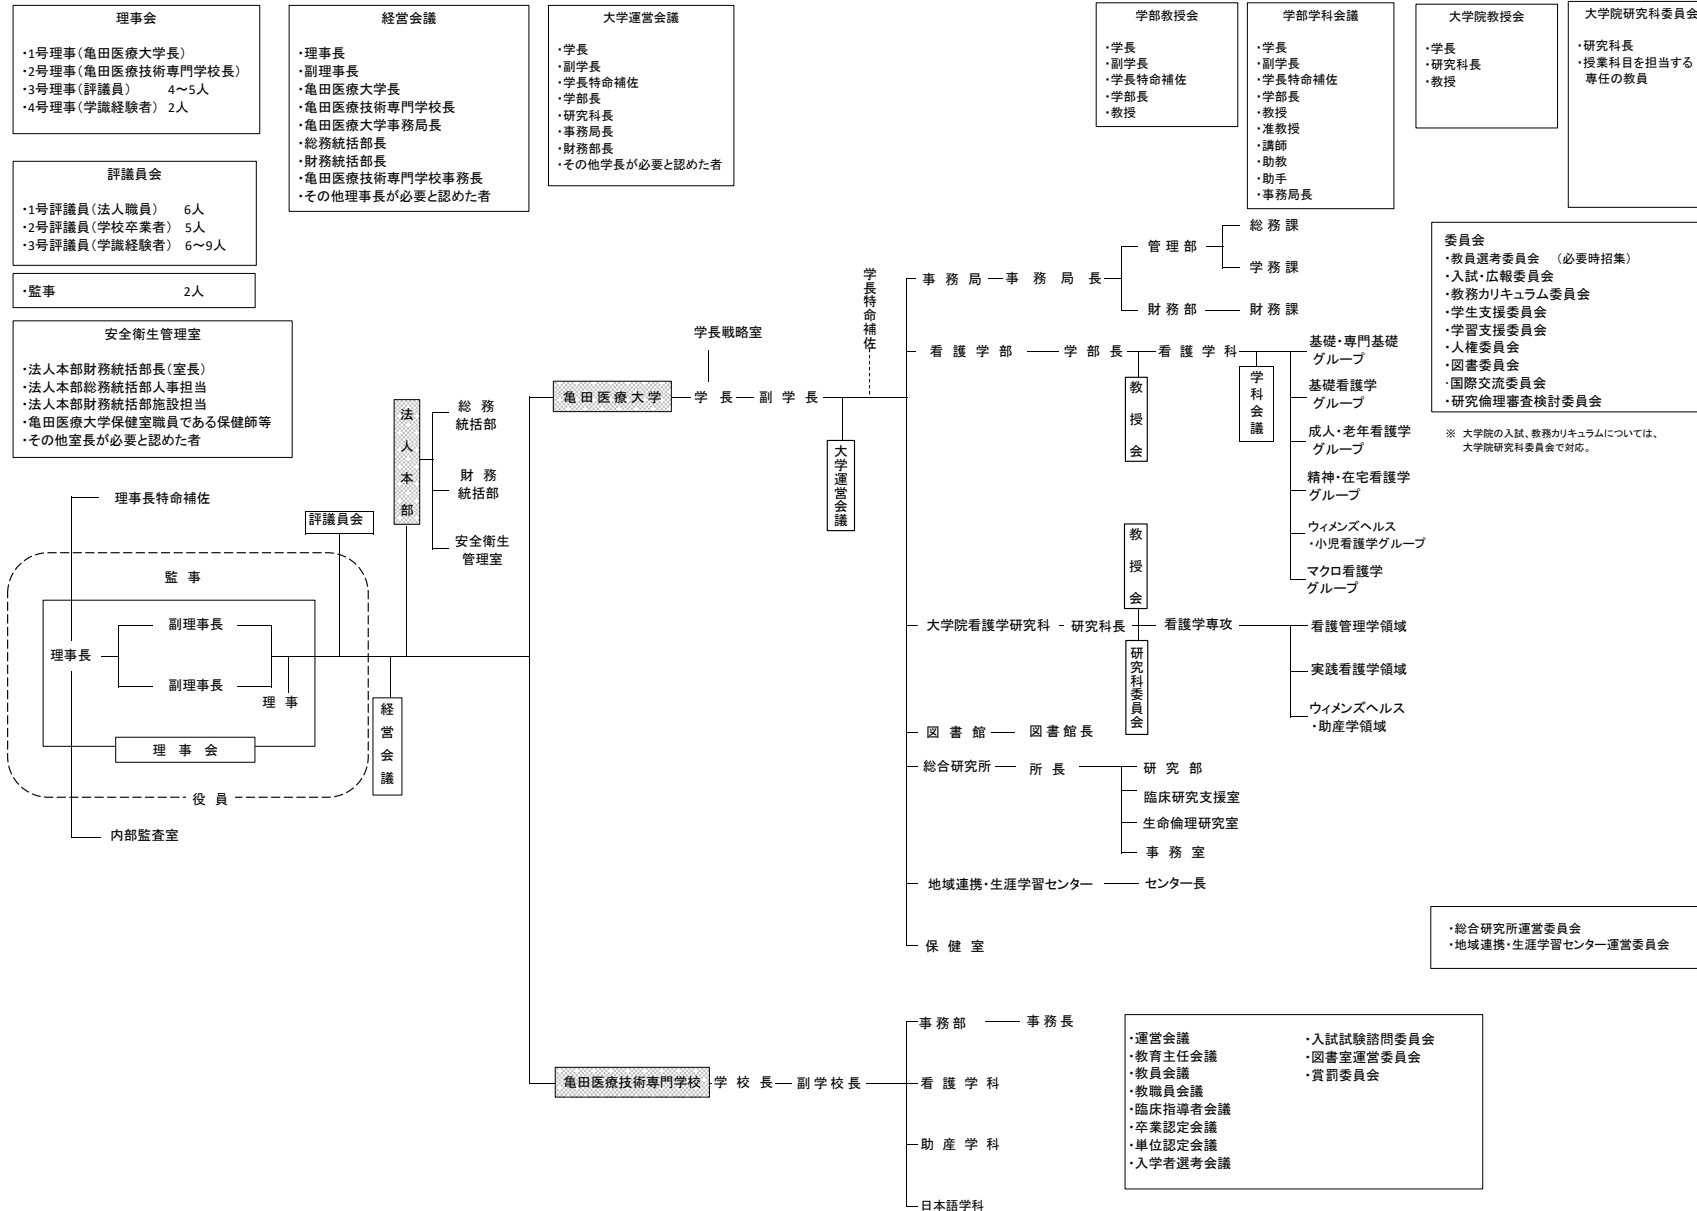 理事会
・1号理事(亀田医療大学長)
・2号理事(亀田医療技術専門学校長)
・3号理事(評議員) 4～5人
・4号理事(学識経験者) 2人
評議員会
・1号評議員(法人職員) 6人
・2号評議員(学校卒業者) 5人
・3号評議員(学識経験者) 6～9人
・監事 2人
安全衛生管理室
・法人本部財務統括部長(室長)
・法人本部総務統括部人事担当
・法人本部財務統括部施設担当
・亀田医療大学保健室職員である保健師等
・その他室長が必要と認めた者
経営会議
・理事長
・副理事長
・亀田医療大学長
・亀田医療技術専門学校長
・亀田医療大学事務局長
・総務統括部長
・財務統括部長
・亀田医療技術専門学校事務長
・その他理事長が必要と認めた者
大学運営会議
・学長
・副学長
・学長特命補佐
・学部長
・研究科長
・事務局長
・財務部長
・その他学長が必要と認めた者
学部教授会
・学長
・副学長
・学長特命補佐
・学部長
・教授
学部学科会議
・学長
・副学長
・学長特命補佐
・学部長
・教授
・准教授
・講師
・助教
・助手
・事務局長
大学院教授会
・学長
・研究科長
・教授
大学院研究科委員会
・研究科長
・授業科目を担当する
専任の教員
委員会
・教員選考委員会 (必要時招集)
・入試・広報委員会
・教務カリキュラム委員会
・学生支援委員会
・学習支援委員会
・人権委員会
・図書委員会
・国際交流委員会
・研究倫理審査検討委員会
※ 大学院の入試、教務カリキュラムについては、
大学院研究科委員会で対応。
理事長特命補佐
監 事
副理事長
理事長
副理事長
理 事
理 事 会
役 員
内部監査室
評議員会
経営会議
法人本部
総 務
統括部
財 務
統括部
安全衛生
管理室
亀田医療大学
学 長
副 学 長
学長戦略室
学長特命補佐
大学運営会議
事 務 局
事 務 局 長
管 理 部
総 務 課
学 務 課
財 務 部
財 務 課
看 護 学 部
学 部 長
教授会
看 護 学 科
学科会議
基礎・専門基礎
グループ
基礎看護学
グループ
成人・老年看護学
グループ
精神・在宅看護学
グループ
ウィメンズヘルス
・小児看護学グループ
マクロ看護学
グループ
大学院看護学研究科
研究科長
教授会
研究科委員会
看護学専攻
看護管理学領域
実践看護学領域
ウィメンズヘルス
・助産学領域
図 書 館
図 書 館 長
総合研究所
所 長
研 究 部
臨床研究支援室
生命倫理研究室
事 務 室
地域連携・生涯学習センター
センター長
保 健 室
・総合研究所運営委員会
・地域連携・生涯学習センター運営委員会
亀田医療技術専門学校
学 校 長
副 学 校 長
事 務 部
事 務 長
看 護 学 科
助 産 学 科
日本語学科
・運営会議
・教育主任会議
・教員会議
・教職員会議
・臨床指導者会議
・卒業認定会議
・単位認定会議
・入学者選考会議
・入試試験諮問委員会
・図書室運営委員会
・賞罰委員会